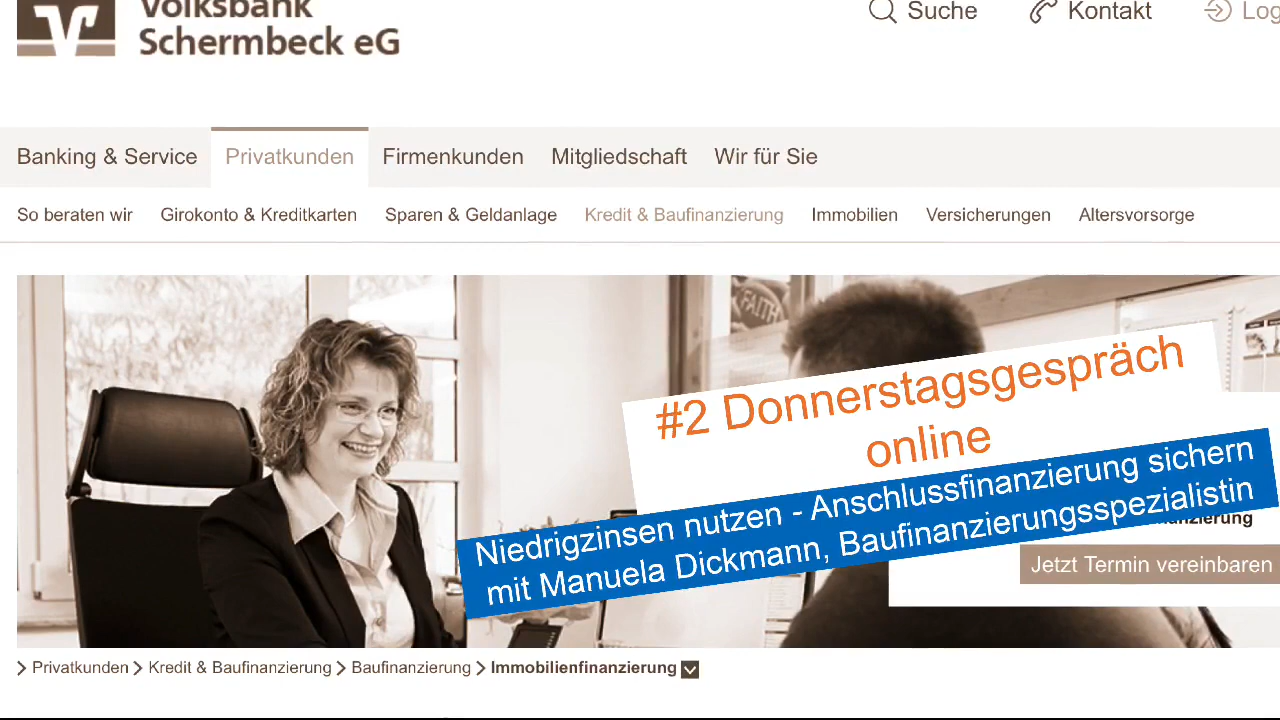 Volksbank
Schermbeck eG
Suche
Kontakt
Log
Banking & Service
Privatkunden
Firmenkunden
Mitgliedschaft
Wir für Sie
So beraten wir
Girokonto & Kreditkarten
Sparen & Geldanlage
Kredit & Baufinanzierung
Immobilien
Versicherungen
Altersvorsorge
FAITH
#2 Donnerstagsgespräch
online
Niedrigzinsen nutzen - Anschlussfinanzierung sichern
mit Manuela Dickmann, Baufinanzierungsspezialistin
Jetzt Termin vereinbaren
Privatkunden
Kredit & Baufinanzierung
Baufinanzierung
Immobilienfinanzierung